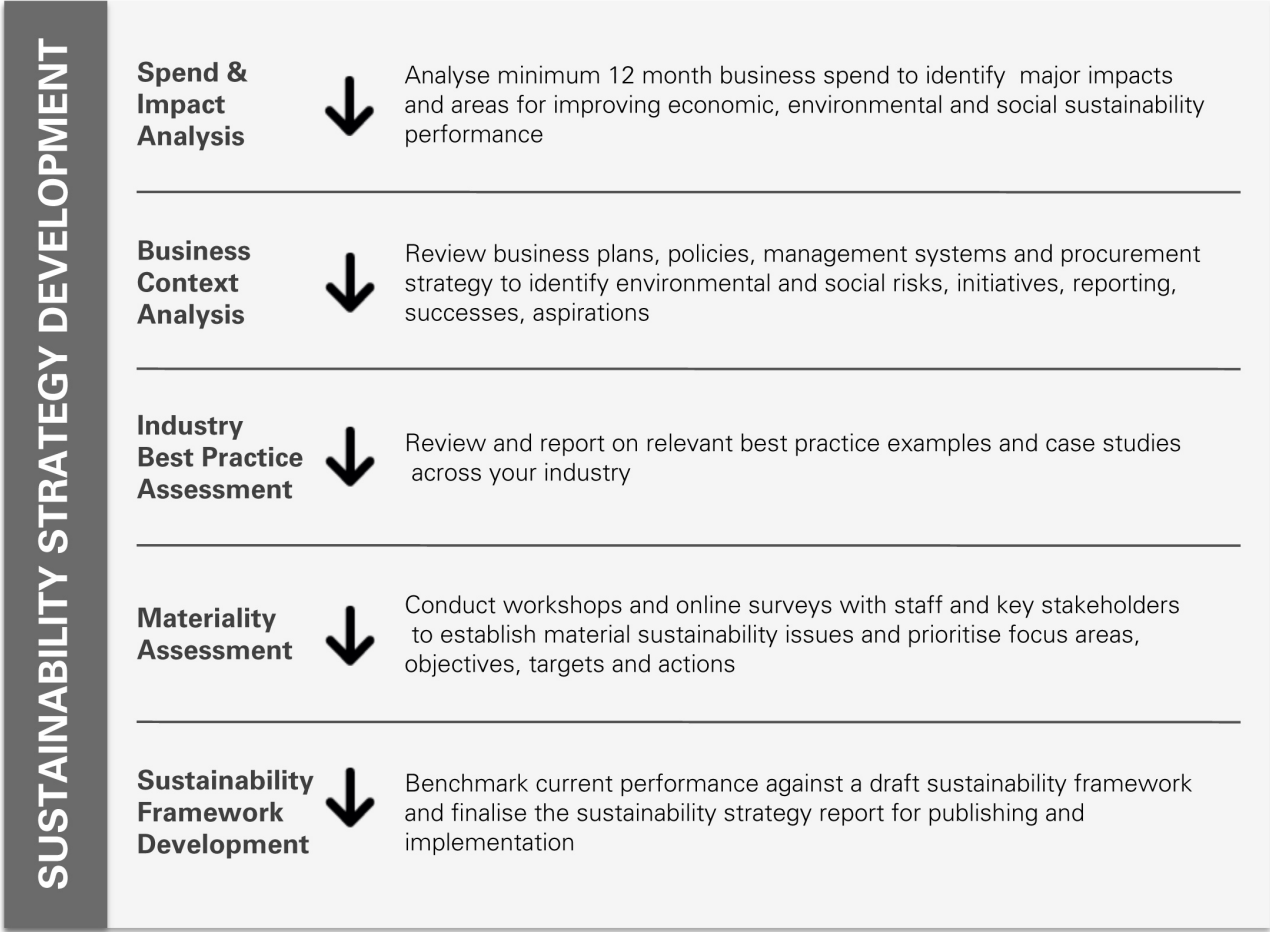 SUSTAINABILITY STRATEGY DEVELOPMENT
Spend &
Impact
Analysis
Analyse minimum 12 month business spend to identify  major impacts
and areas for improving economic, environmental and social sustainability
performance
Business
Context
Analysis
Review business plans, policies, management systems and procurement
strategy to identify environmental and social risks, initiatives, reporting,
successes, aspirations
Industry
Best Practice
Assessment
Review and report on relevant best practice examples and case studies
across your industry
Materiality
Assessment
Conduct workshops and online surveys with staff and key stakeholders
to establish material sustainability issues and prioritise focus areas,
objectives, targets and actions
Sustainability
Framework
Development
Benchmark current performance against a draft sustainability framework
and finalise the sustainability strategy report for publishing and
implementation